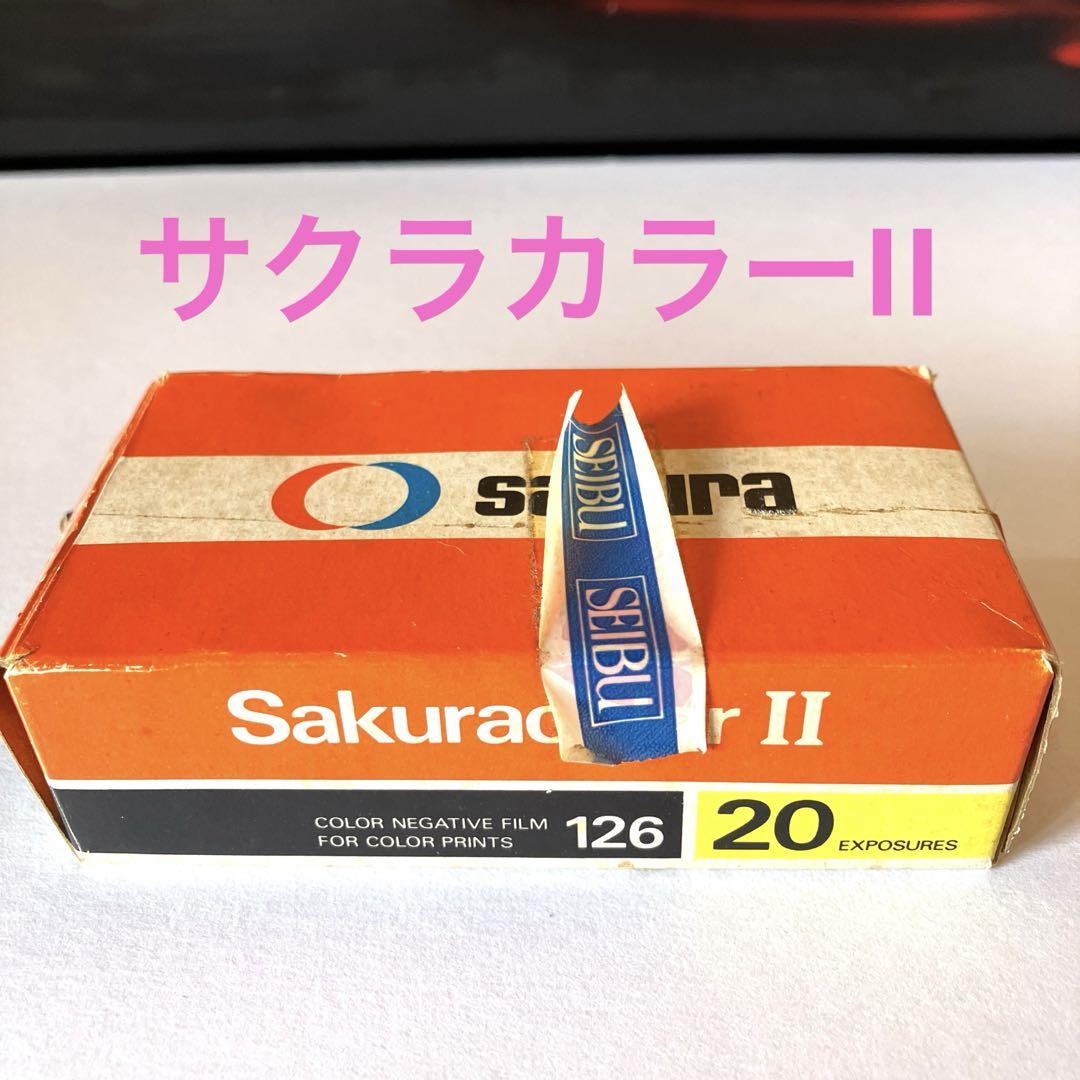 サクラカラーII
sa ura
SEIBU
SEIBU
Sakurac r II
COLOR NEGATIVE FILM
FOR COLOR PRINTS
126
20
EXPOSURES